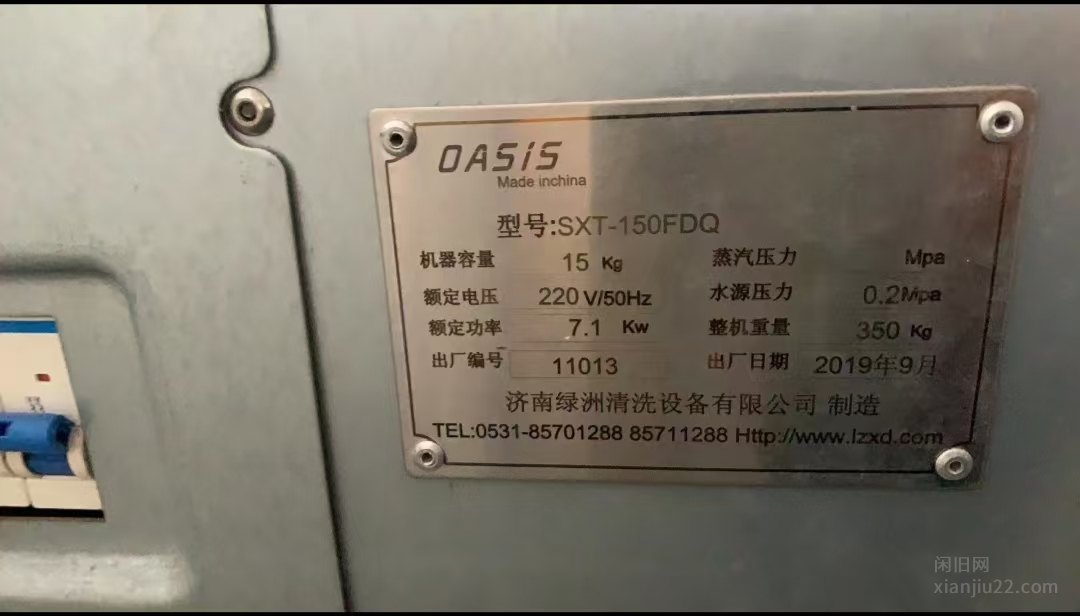 OASIS
Made inchina
型号:SXT-150FDQ
机器容量 15 Kg 蒸汽压力 Mpa
额定电压 220 V/50Hz 水源压力 0.2Mpa
额定功率 7.1 Kw 整机重量 350 Kg
出厂编号 11013 出厂日期 2019年9月
济南绿洲清洗设备有限公司 制造
TEL:0531-85701288 85711288 Http://www.lzxd.com
闲旧网
xianjiu22.com